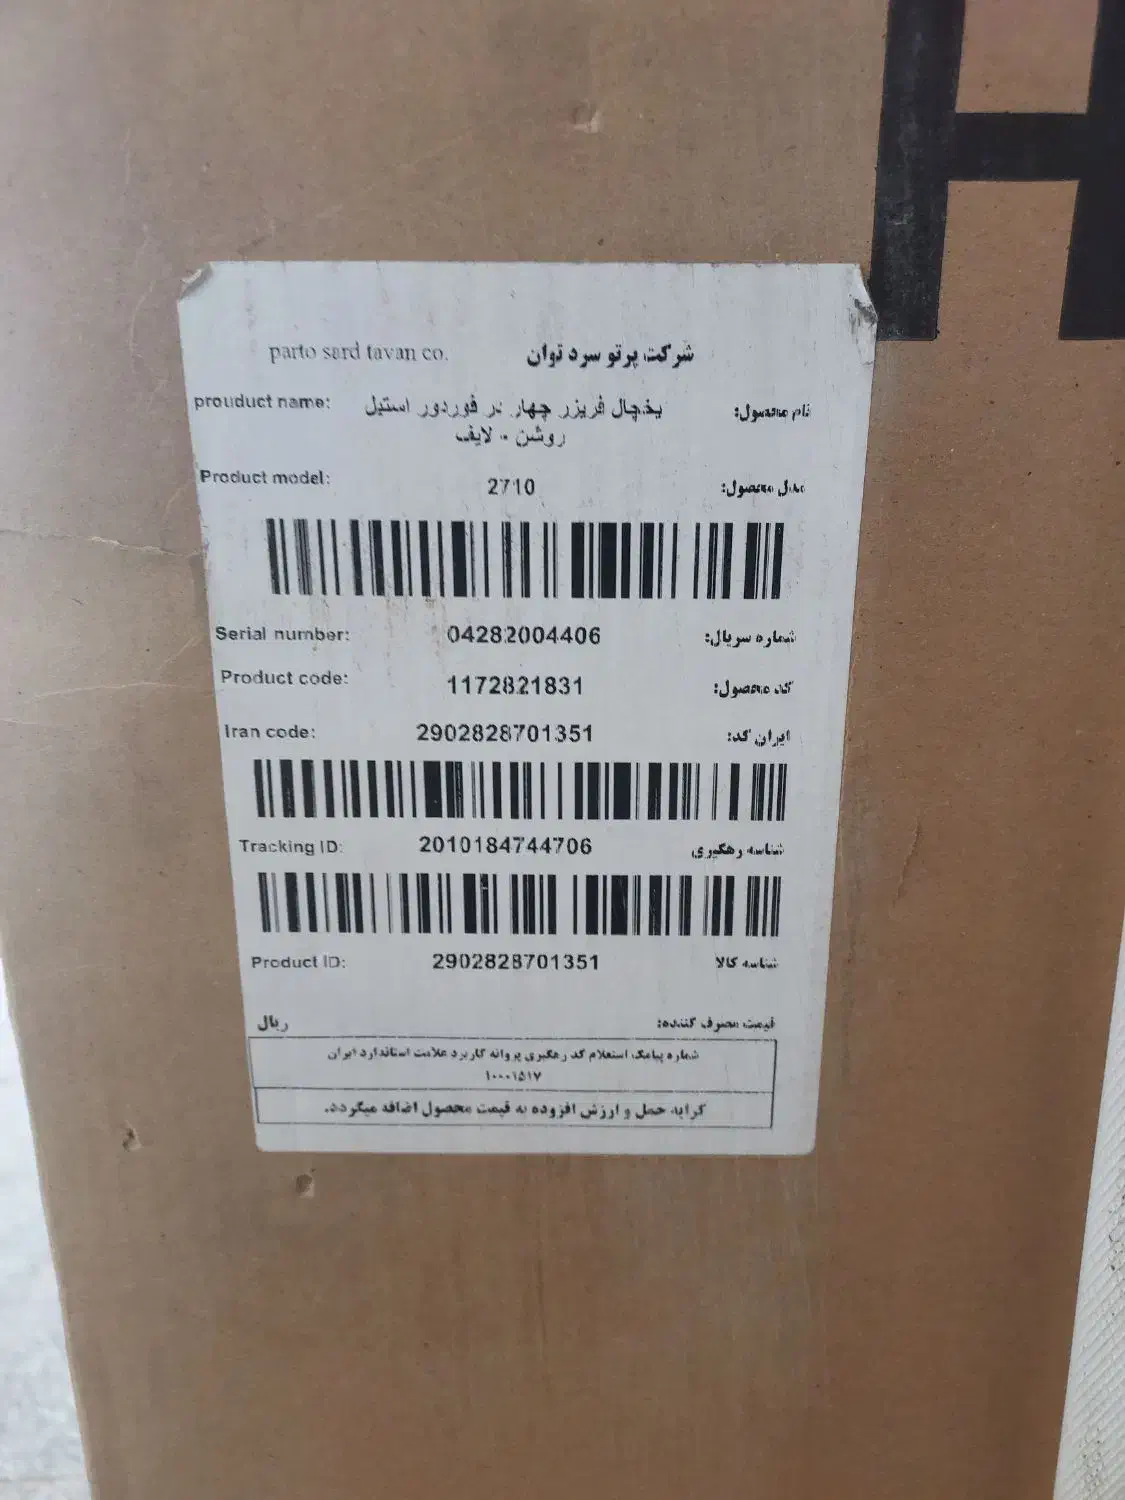 H
parto sard tavan co. شرکت پرتو سرد توان
prouduct name: یخچال فریزر چهار در فوردور استیل نام محصول:
روشن - لایف
Product model: 2710 مدل محصول:
Serial number: 04282004406 شماره سریال:
Product code: 1172821831 کد محصول:
Iran code: 2902828701351 ایران کد:
Tracking ID: 2010184744706 شناسه رهگیری
Product ID: 2902828701351 شناسه کالا
قیمت مصرف کننده: ریال
شماره پیامک استعلام کد رهگیری پروانه کاربرد علامت استاندارد ایران
۱۰۰۰۱۵۱۷
کرایه حمل و ارزش افزوده به قیمت محصول اضافه میگردد.